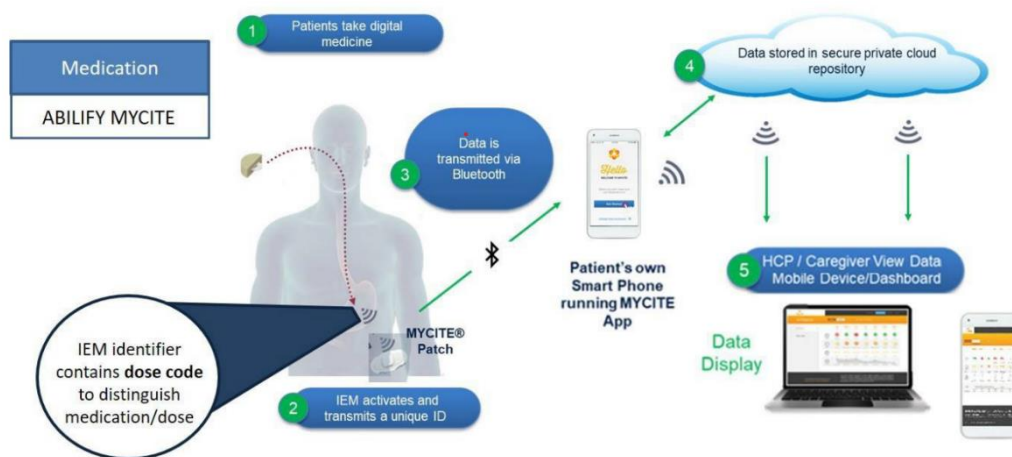 1
Patients take digital
medicine
Medication
ABILIFY MYCITE
4
Data stored in secure private cloud
repository
3
Data is
transmitted via
Bluetooth
Hello
Patient's own
Smart Phone
running MYCITE
App
5
HCP / Caregiver View Data
Mobile Device/Dashboard
Data
Display
MYCITE®
Patch
IEM identifier
contains dose code
to distinguish
medication/dose
2
IEM activates and
transmits a unique ID